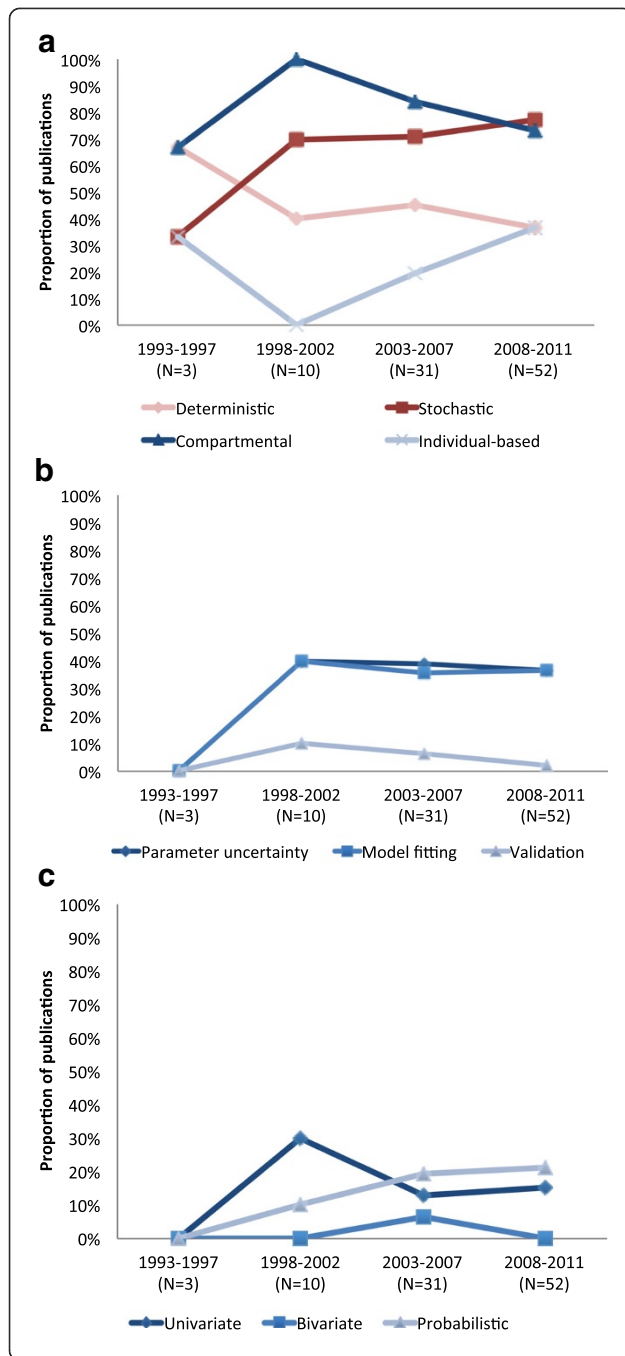 a
100%
90%
80%
70%
60%
50%
40%
30%
20%
10%
0%
Proportion of publications
1993-1997 1998-2002 2003-2007 2008-2011
(N=3) (N=10) (N=31) (N=52)
Deterministic Stochastic
Compartmental Individual-based
b
100%
90%
80%
70%
60%
50%
40%
30%
20%
10%
0%
Proportion of publications
1993-1997 1998-2002 2003-2007 2008-2011
(N=3) (N=10) (N=31) (N=52)
Parameter uncertainty Model fitting Validation
c
100%
90%
80%
70%
60%
50%
40%
30%
20%
10%
0%
Proportion of publications
1993-1997 1998-2002 2003-2007 2008-2011
(N=3) (N=10) (N=31) (N=52)
Univariate Bivariate Probabilistic